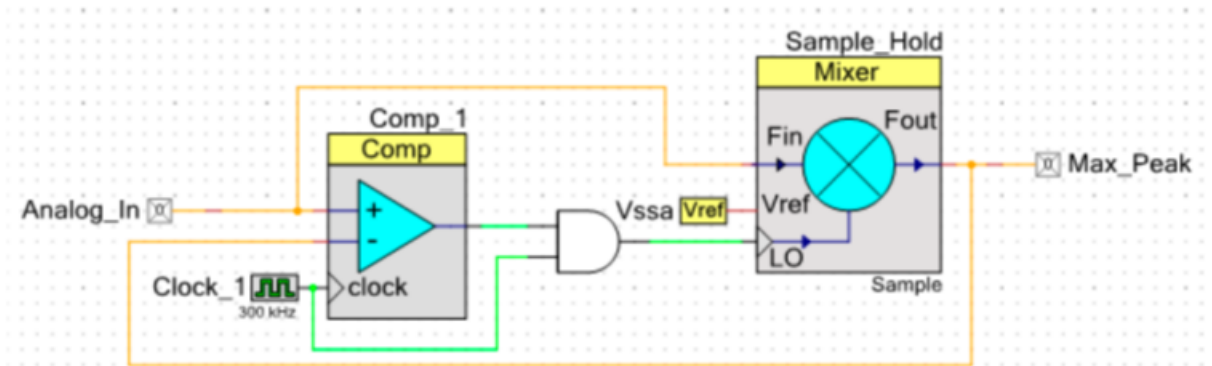 Sample_Hold
Mixer
Comp_1
Comp
Fin
Fout
Max_Peak
Analog_In
+
-
Vssa
Vref
Vref
LO
Clock_1
clock
300 kHz
Sample